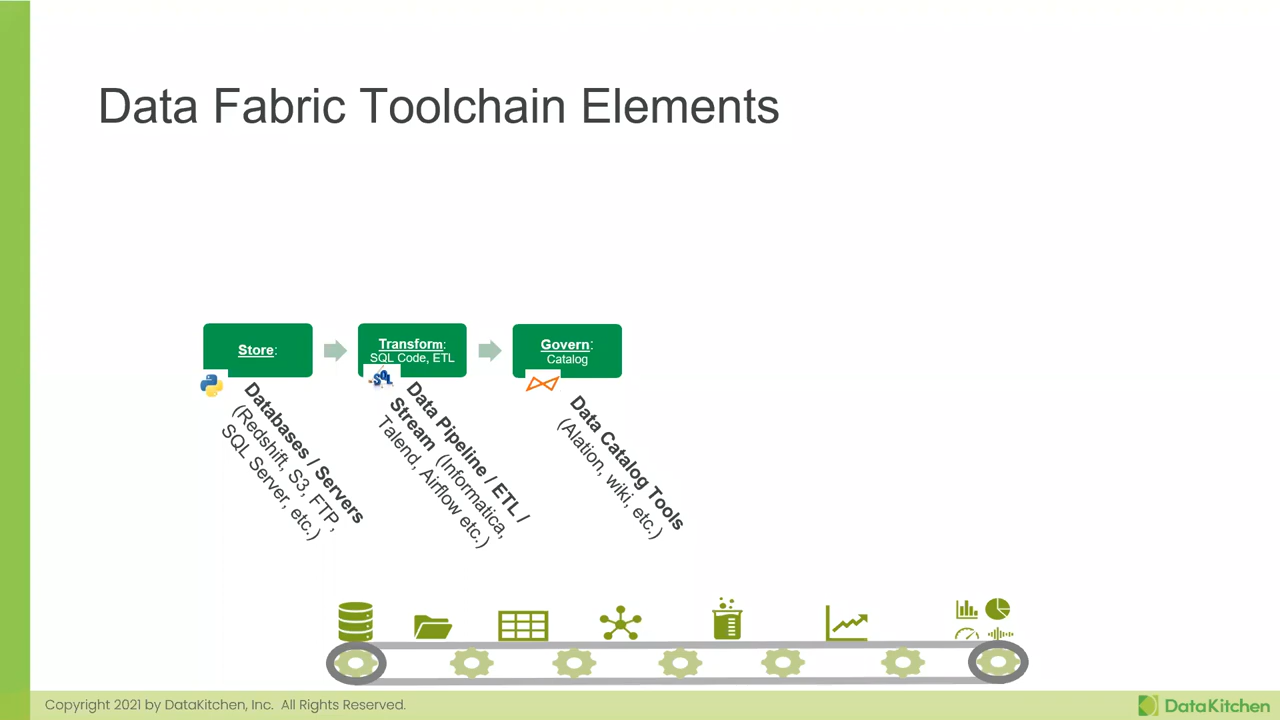 Data Fabric Toolchain Elements
Store:
Transform:
SQL Code, ETL
Govern:
Catalog
SQL
Databases / Servers
(Redshift, S3, FTP,
SQL Server, etc.)
Data Pipeline / ETL /
Stream (Informatica,
Talend, Airflow etc.)
Data Catalog Tools
(Alation, wiki, etc.)
Copyright 2021 by DataKitchen, Inc. All Rights Reserved.
DataKitchen